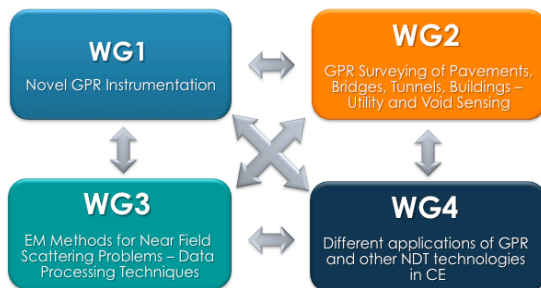 WG1
Novel GPR Instrumentation
WG2
GPR Surveying of Pavements,
Bridges, Tunnels, Buildings –
Utility and Void Sensing
WG3
EM Methods for Near Field
Scattering Problems – Data
Processing Techniques
WG4
Different applications of GPR
and other NDT technologies
in CE